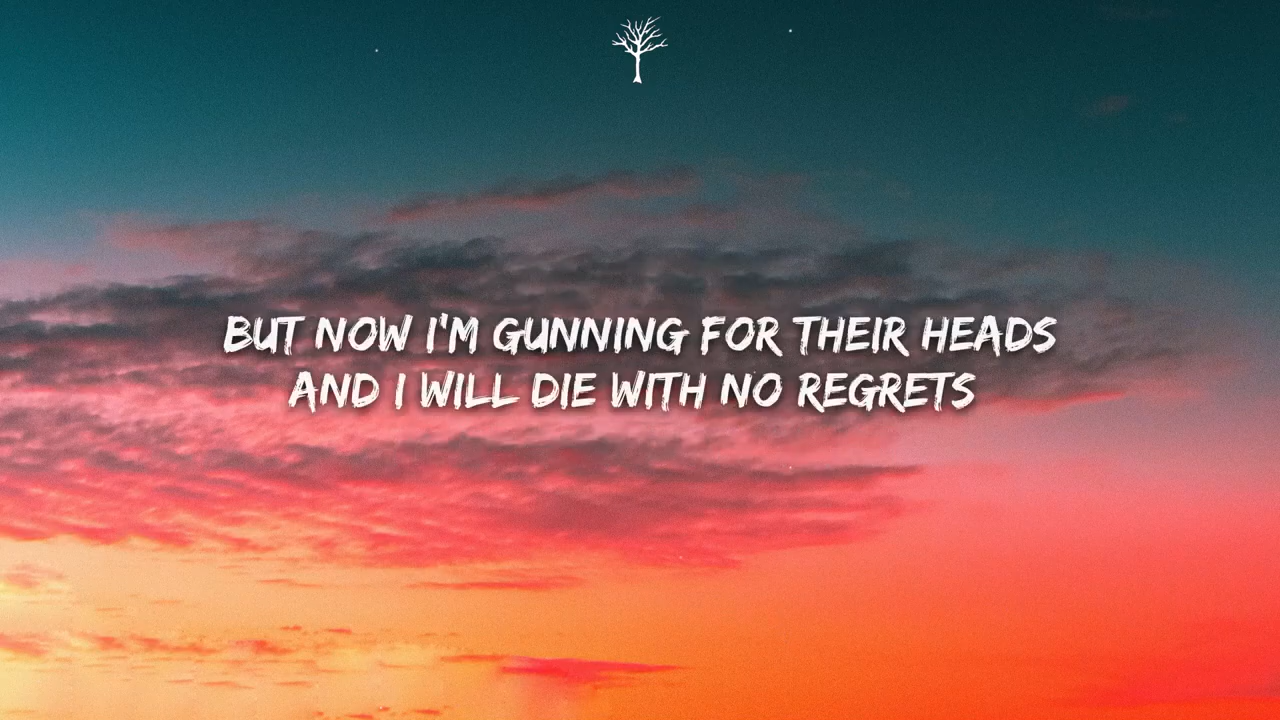 BUT NOW I'M GUNNING FOR THEIR HEADS
AND I WILL DIE WITH NO REGRETS